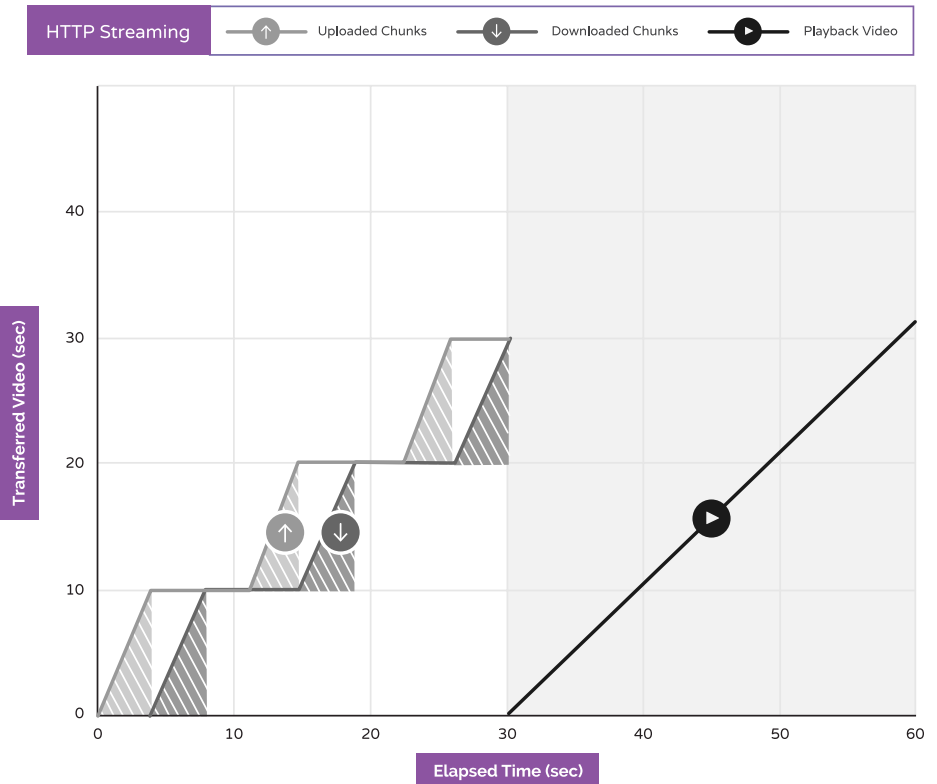 HTTP Streaming
Uploaded Chunks
Downloaded Chunks
Playback Video
40
30
20
10
0
Transferred Video (sec)
0 10 20 30 40 50 60
Elapsed Time (sec)